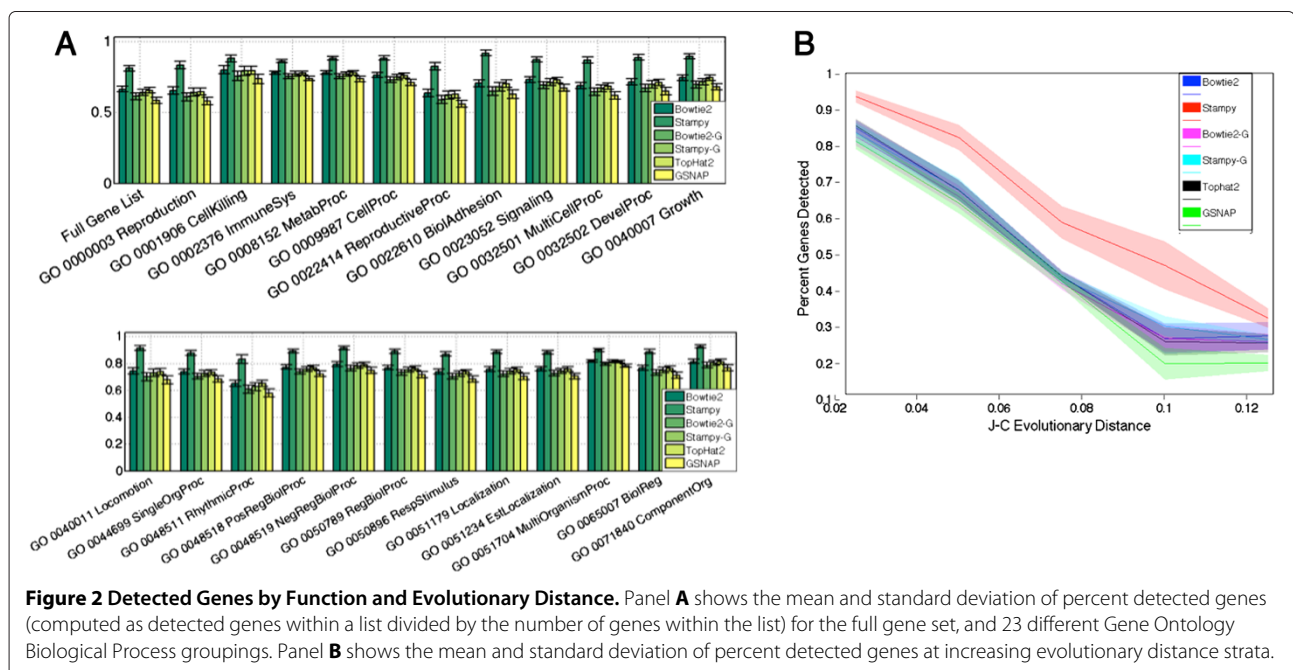 A
1
0.5
0
Bowtie2
Stampy
Bowtie2-G
Stampy-G
TopHat2
GSNAP
Full Gene List
GO 0000003 Reproduction
GO 0001906 CellKilling
GO 0002376 ImmuneSys
GO 0008152 MetabProc
GO 0009987 CellProc
GO 0022414 ReproductiveProc
GO 0022610 BiolAdhesion
GO 0023052 Signaling
GO 0032501 MultiCellProc
GO 0032502 DevelProc
GO 0040007 Growth
1
0.8
0.6
0.4
0.2
0
Bowtie2
Stampy
Bowtie2-G
Stampy-G
TopHat2
GSNAP
GO 0040011 Locomotion
GO 0044699 SingleOrgProc
GO 0048511 RhythmicProc
GO 0048518 PosRegBiolProc
GO 0048519 NegRegBiolProc
GO 0050789 RegBiolProc
GO 0050896 RespStimulus
GO 0051179 Localization
GO 0051234 EstLocalization
GO 0051704 MultiOrganismProc
GO 0065007 BiolReg
GO 0071840 ComponentOrg
B
Percent Genes Detected
1
0.9
0.8
0.7
0.6
0.5
0.4
0.3
0.2
0.1
0.02
0.04
0.06
0.08
0.1
0.12
J-C Evolutionary Distance
Bowtie2
Stampy
Bowtie2-G
Stampy-G
Tophat2
GSNAP
Figure 2 Detected Genes by Function and Evolutionary Distance. Panel A shows the mean and standard deviation of percent detected genes
(computed as detected genes within a list divided by the number of genes within the list) for the full gene set, and 23 different Gene Ontology
Biological Process groupings. Panel B shows the mean and standard deviation of percent detected genes at increasing evolutionary distance strata.